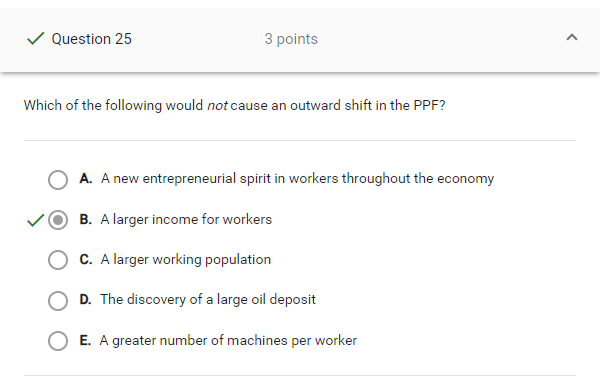 Question 25 3 points
Which of the following would not cause an outward shift in the PPF?
A. A new entrepreneurial spirit in workers throughout the economy
B. A larger income for workers
C. A larger working population
D. The discovery of a large oil deposit
E. A greater number of machines per worker